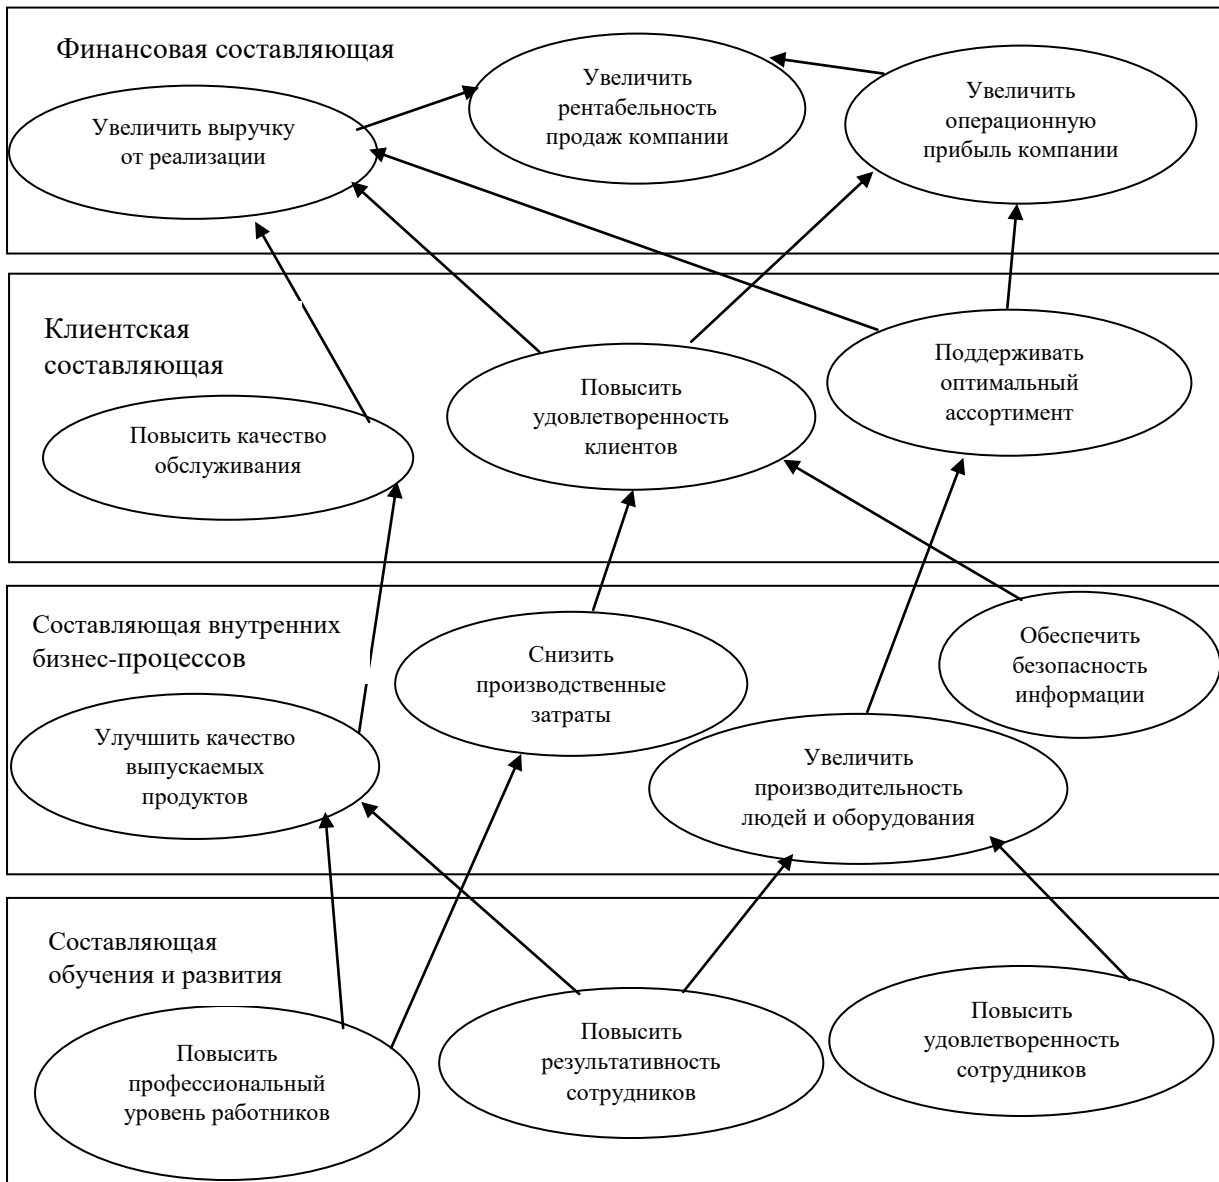 Финансовая составляющая
Увеличить выручку
от реализации
Увеличить
рентабельность
продаж компании
Увеличить
операционную
прибыль компании
Клиентская
составляющая
Повысить качество
обслуживания
Повысить
удовлетворенность
клиентов
Поддерживать
оптимальный
ассортимент
Составляющая внутренних
бизнес-процессов
Улучшить качество
выпускаемых
продуктов
Снизить
производственные
затраты
Увеличить
производительность
людей и оборудования
Обеспечить
безопасность
информации
Составляющая
обучения и развития
Повысить
профессиональный
уровень работников
Повысить
результативность
сотрудников
Повысить
удовлетворенность
сотрудников